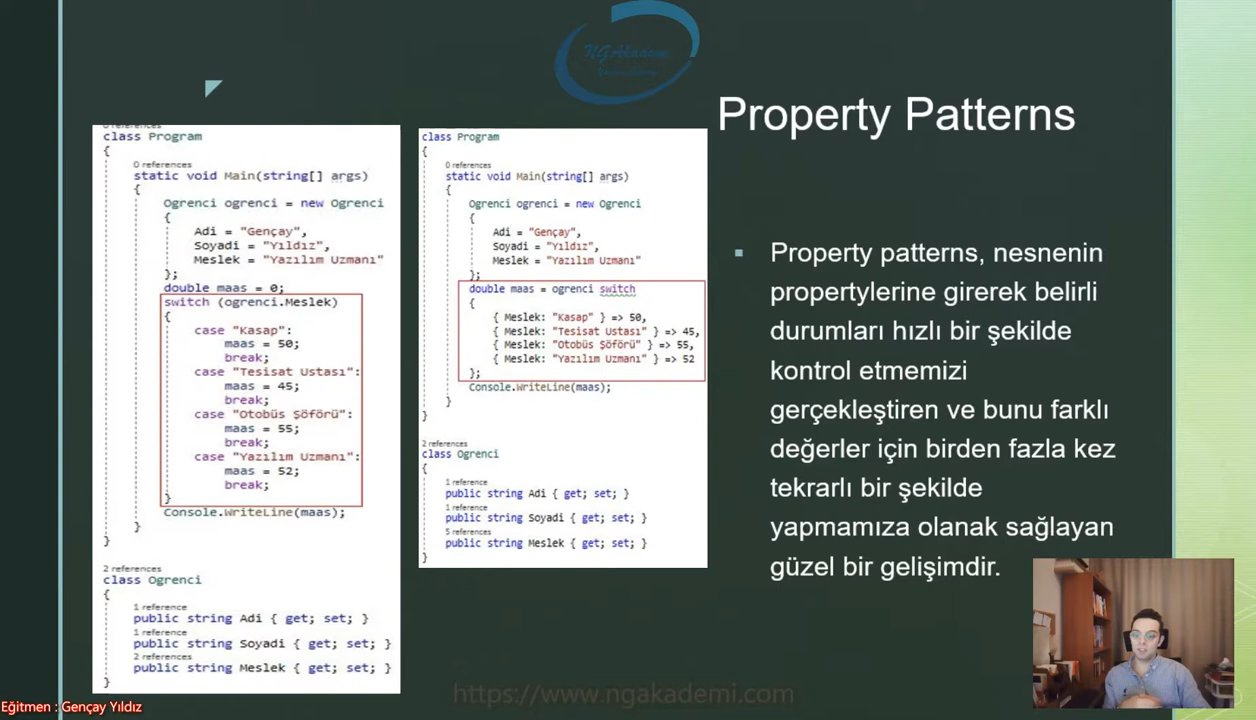 NGAkademi
Property Patterns
0 references
class Program
{
0 references
static void Main(string[] args)
{
Ogrenci ogrenci = new Ogrenci
{
Adi = "Gençay",
Soyadi = "Yıldız",
Meslek = "Yazılım Uzmanı"
};
double maas = 0;
switch (ogrenci.Meslek)
{
case "Kasap":
maas = 50;
break;
case "Tesisat Ustası":
maas = 45;
break;
case "Otobüs Şöförü":
maas = 55;
break;
case "Yazılım Uzmanı":
maas = 52;
break;
}
Console.WriteLine(maas);
}
}
2 references
class Ogrenci
{
1 reference
public string Adi { get; set; }
1 reference
public string Soyadi { get; set; }
2 references
public string Meslek { get; set; }
}
class Program
{
0 references
static void Main(string[] args)
{
Ogrenci ogrenci = new Ogrenci
{
Adi = "Gençay",
Soyadi = "Yıldız",
Meslek = "Yazılım Uzmanı"
};
double maas = ogrenci switch
{
{ Meslek: "Kasap" } => 50,
{ Meslek: "Tesisat Ustası" } => 45,
{ Meslek: "Otobüs Şöförü" } => 55,
{ Meslek: "Yazılım Uzmanı" } => 52
};
Console.WriteLine(maas);
}
}
2 references
class Ogrenci
{
1 reference
public string Adi { get; set; }
1 reference
public string Soyadi { get; set; }
5 references
public string Meslek { get; set; }
}
Property patterns, nesnenin
propertylerine girerek belirli
durumları hızlı bir şekilde
kontrol etmemizi
gerçekleştiren ve bunu farklı
değerler için birden fazla kez
tekrarlı bir şekilde
yapmamıza olanak sağlayan
güzel bir gelişimdir.
https://www.ngakademi.com
Eğitmen : Gençay Yıldız